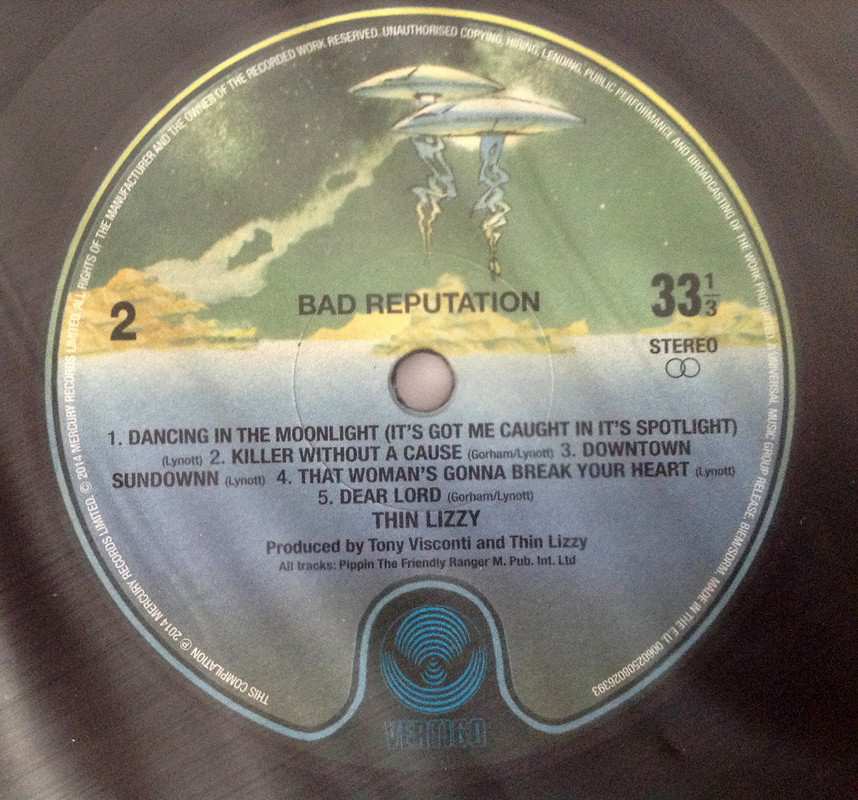 ALL RIGHTS OF THE MANUFACTURER AND THE OWNER OF THE RECORDED WORK RESERVED. UNAUTHORISED COPYING, HIRING, LENDING, PUBLIC PERFORMANCE AND BROADCASTING OF THE WORK PROHIBITED. UNIVERSAL MUSIC GROUP RELEASE. BIEM/SDRM. MADE IN THE E.U. 00602508026393
2
BAD REPUTATION
33 1/3
STEREO
1. DANCING IN THE MOONLIGHT (IT'S GOT ME CAUGHT IN IT'S SPOTLIGHT)
(Lynott) 2. KILLER WITHOUT A CAUSE (Gorham/Lynott) 3. DOWNTOWN
SUNDOWNN (Lynott) 4. THAT WOMAN'S GONNA BREAK YOUR HEART (Lynott)
5. DEAR LORD (Gorham/Lynott)
THIN LIZZY
Produced by Tony Visconti and Thin Lizzy
All tracks: Pippin The Friendly Ranger M. Pub. Int. Ltd
VERTIGO
THIS COMPILATION ℗ 2014 MERCURY RECORDS LIMITED. © 2014 MERCURY RECORDS LIMITED.